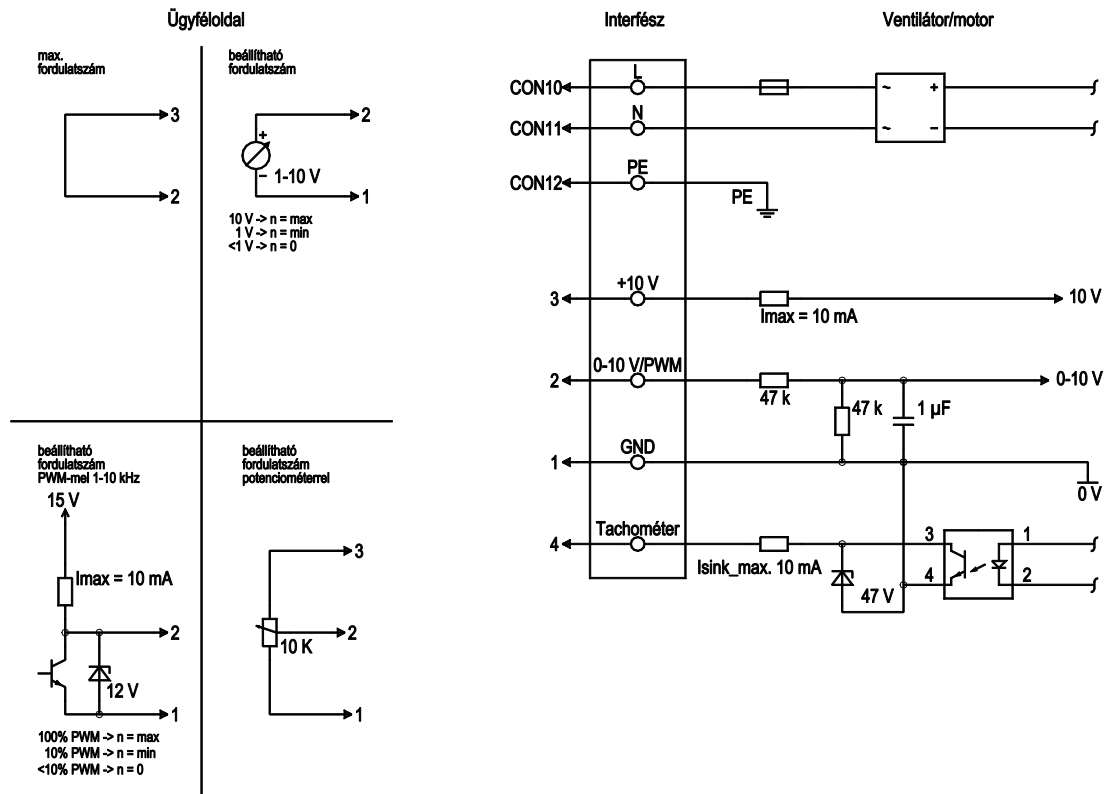 Ügyféloldal
max.
fordulatszám
3
2
beállítható
fordulatszám
2
+
– 1-10 V
1
10 V -> n = max
1 V -> n = min
<1 V -> n = 0
beállítható
fordulatszám
PWM-mel 1-10 kHz
15 V
Imax = 10 mA
2
12 V
1
100% PWM -> n = max
10% PWM -> n = min
<10% PWM -> n = 0
beállítható
fordulatszám
potenciométerrel
3
2
10 K
1
Interfész
Ventilátor/motor
CON10
L
~
+
CON11
N
~
–
CON12
PE
PE
3
+10 V
Imax = 10 mA
10 V
2
0-10 V/PWM
47 k
47 k
1 µF
0-10 V
1
GND
0 V
4
Tachométer
Isink_max. 10 mA
47 V
3
4
1
2